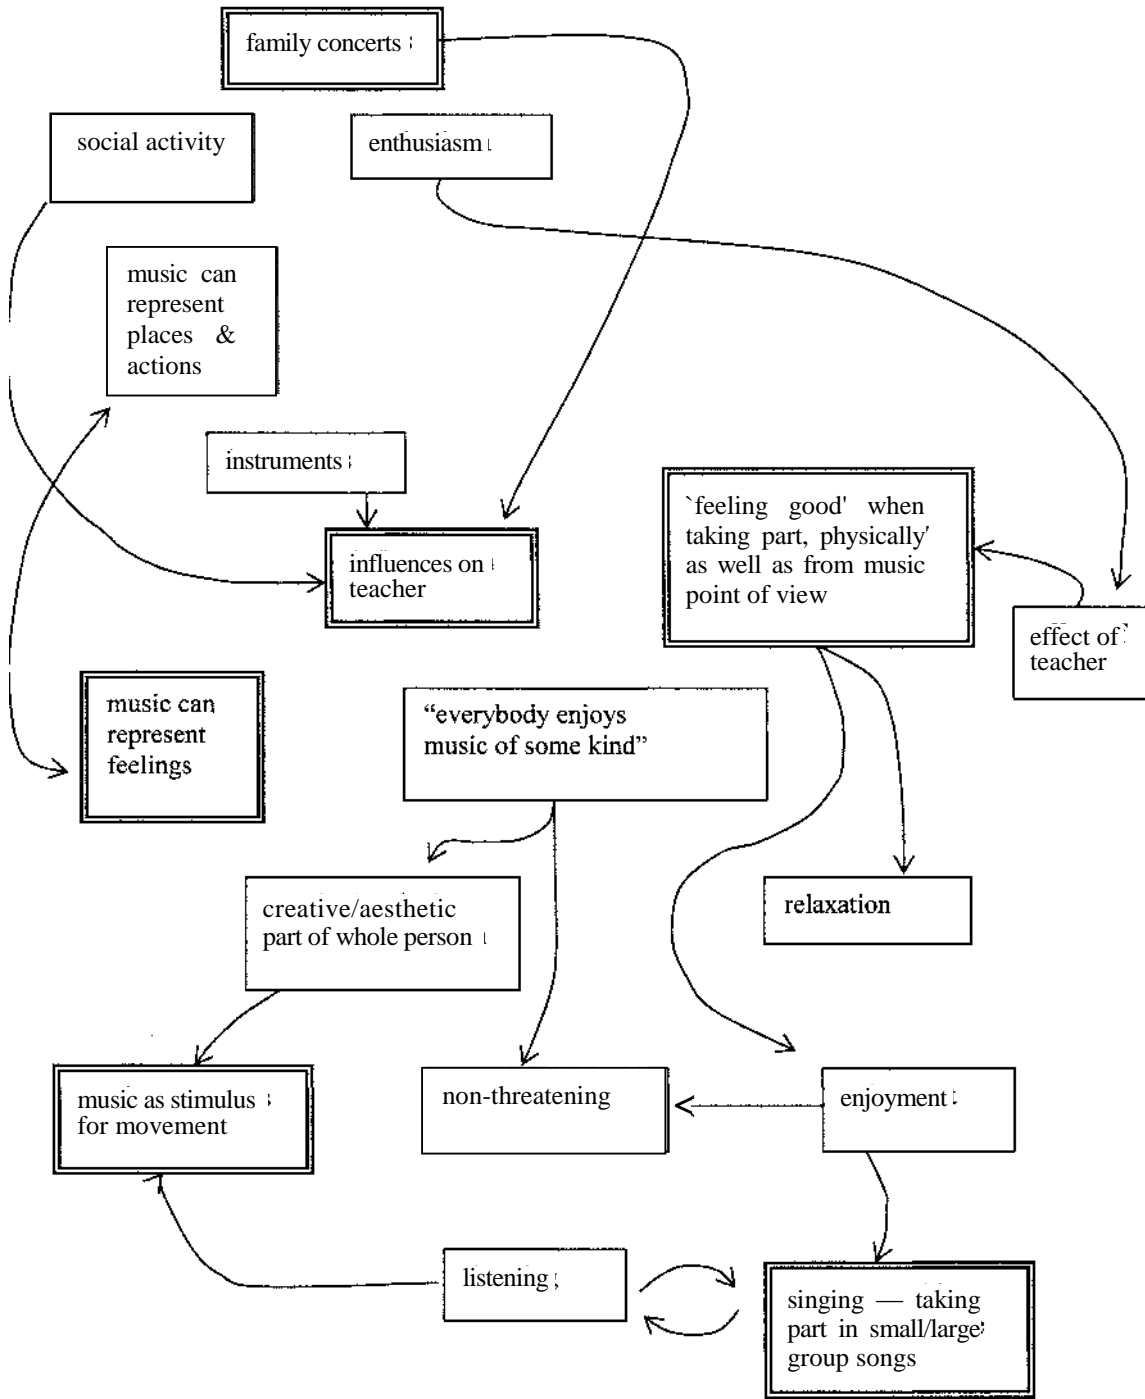 family concerts
social activity
enthusiasm
music can
represent
places &
actions
instruments
`feeling good' when
taking part, physically'
as well as from music
point of view
influences on
teacher
effect of
teacher
music can
represent
feelings
“everybody enjoys
music of some kind”
creative/aesthetic
part of whole person
relaxation
music as stimulus
for movement
non-threatening
enjoyment
listening
singing — taking
part in small/large
group songs